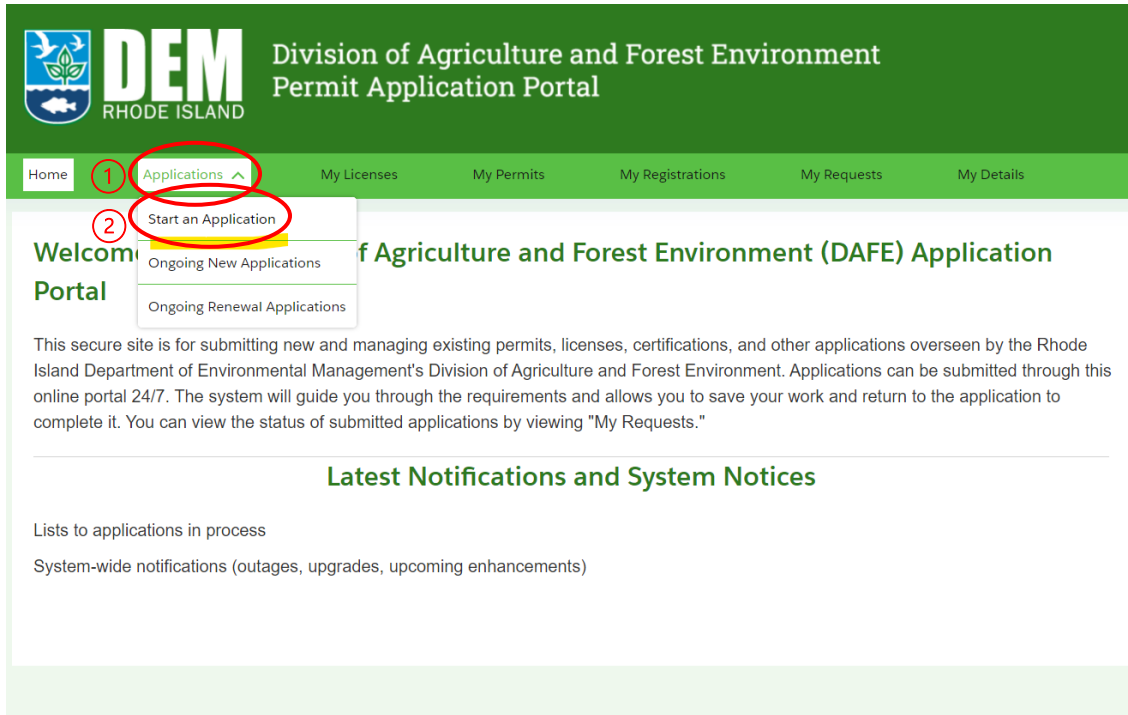 DEM
RHODE ISLAND
Division of Agriculture and Forest Environment
Permit Application Portal
Home
1
Applications
My Licenses
My Permits
My Registrations
My Requests
My Details
2
Start an Application
Ongoing New Applications
Ongoing Renewal Applications
Welcom f Agriculture and Forest Environment (DAFE) Application
Portal
This secure site is for submitting new and managing existing permits, licenses, certifications, and other applications overseen by the Rhode
Island Department of Environmental Management's Division of Agriculture and Forest Environment. Applications can be submitted through this
online portal 24/7. The system will guide you through the requirements and allows you to save your work and return to the application to
complete it. You can view the status of submitted applications by viewing "My Requests."
Latest Notifications and System Notices
Lists to applications in process
System-wide notifications (outages, upgrades, upcoming enhancements)